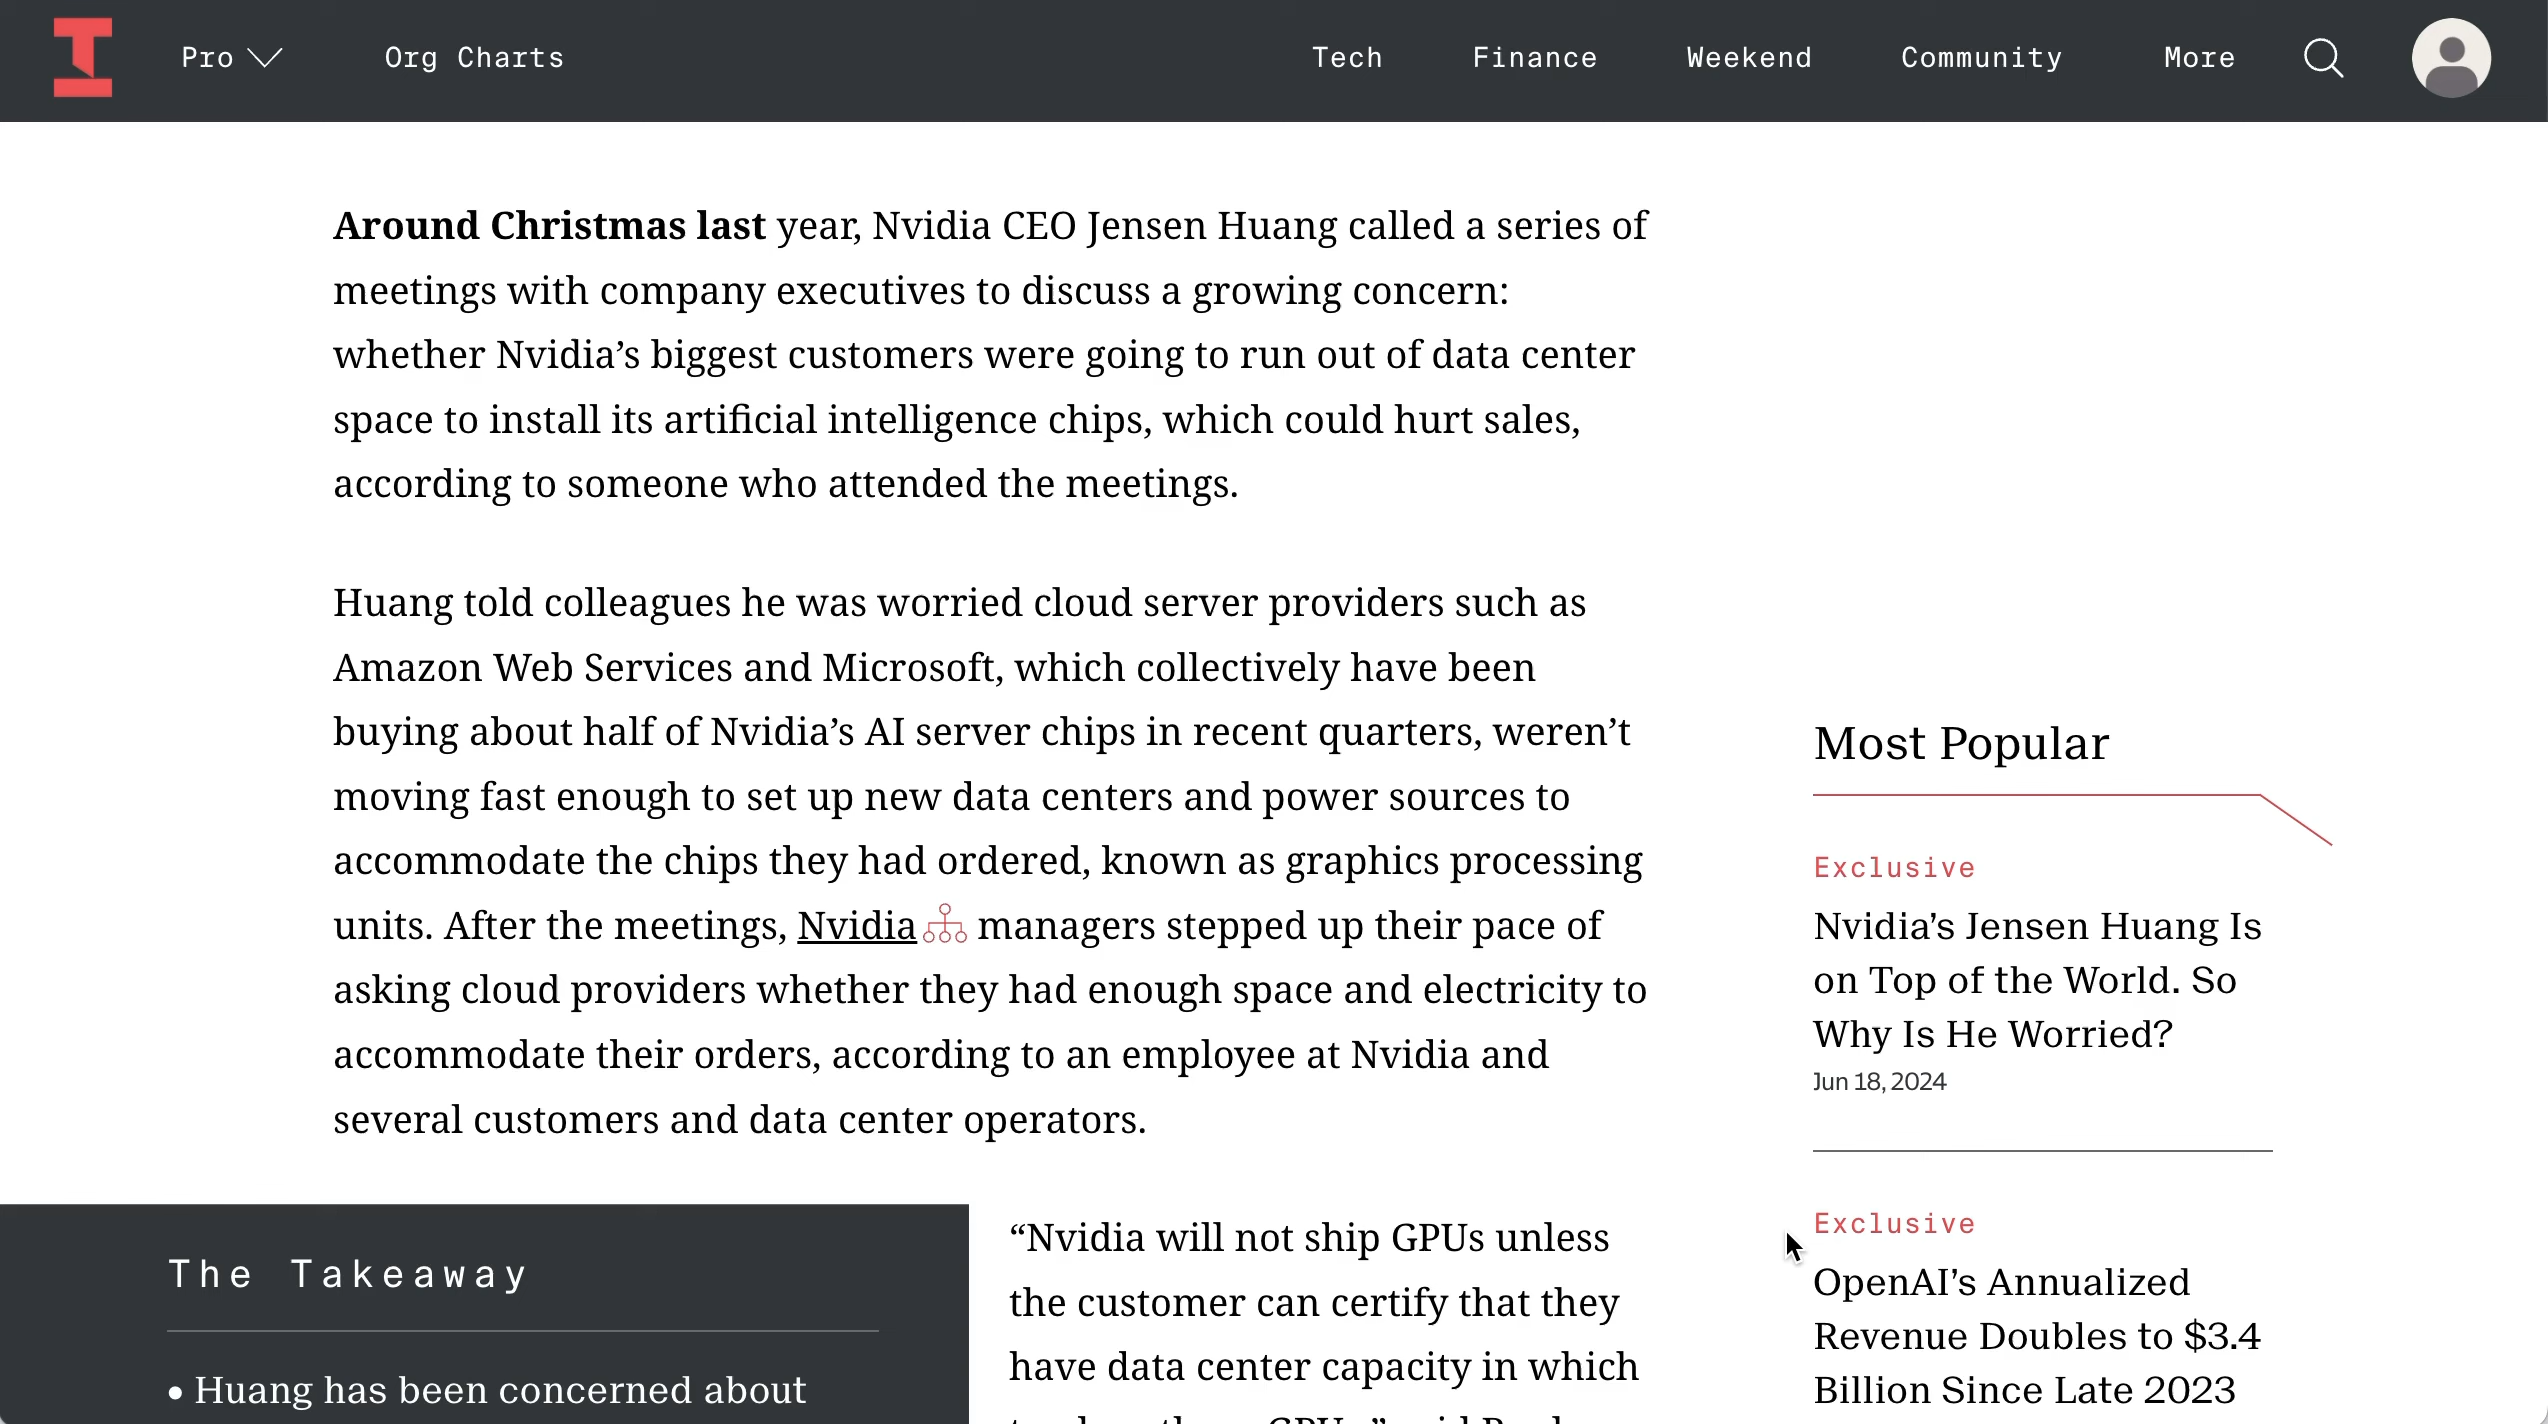 Pro
Org Charts
Tech
Finance
Weekend
Community
More
Around Christmas last year, Nvidia CEO Jensen Huang called a series of
meetings with company executives to discuss a growing concern:
whether Nvidia’s biggest customers were going to run out of data center
space to install its artificial intelligence chips, which could hurt sales,
according to someone who attended the meetings.
Huang told colleagues he was worried cloud server providers such as
Amazon Web Services and Microsoft, which collectively have been
buying about half of Nvidia’s AI server chips in recent quarters, weren’t
moving fast enough to set up new data centers and power sources to
accommodate the chips they had ordered, known as graphics processing
units. After the meetings, Nvidia managers stepped up their pace of
asking cloud providers whether they had enough space and electricity to
accommodate their orders, according to an employee at Nvidia and
several customers and data center operators.
The Takeaway
• Huang has been concerned about
“Nvidia will not ship GPUs unless
the customer can certify that they
have data center capacity in which
Most Popular
Exclusive
Nvidia’s Jensen Huang Is
on Top of the World. So
Why Is He Worried?
Jun 18, 2024
Exclusive
OpenAI’s Annualized
Revenue Doubles to $3.4
Billion Since Late 2023